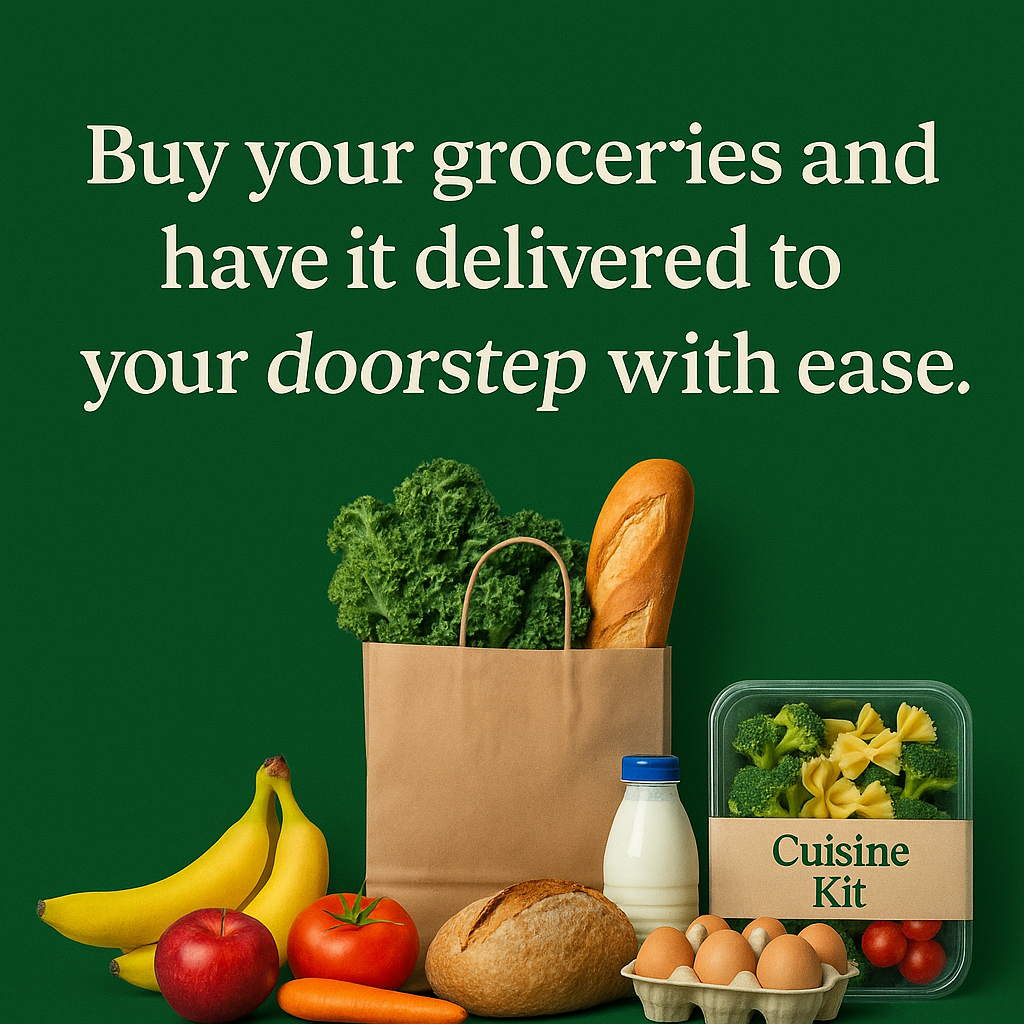 Buy your groceries and
have it delivered to
your doorstep with ease.
Cuisine
Kit